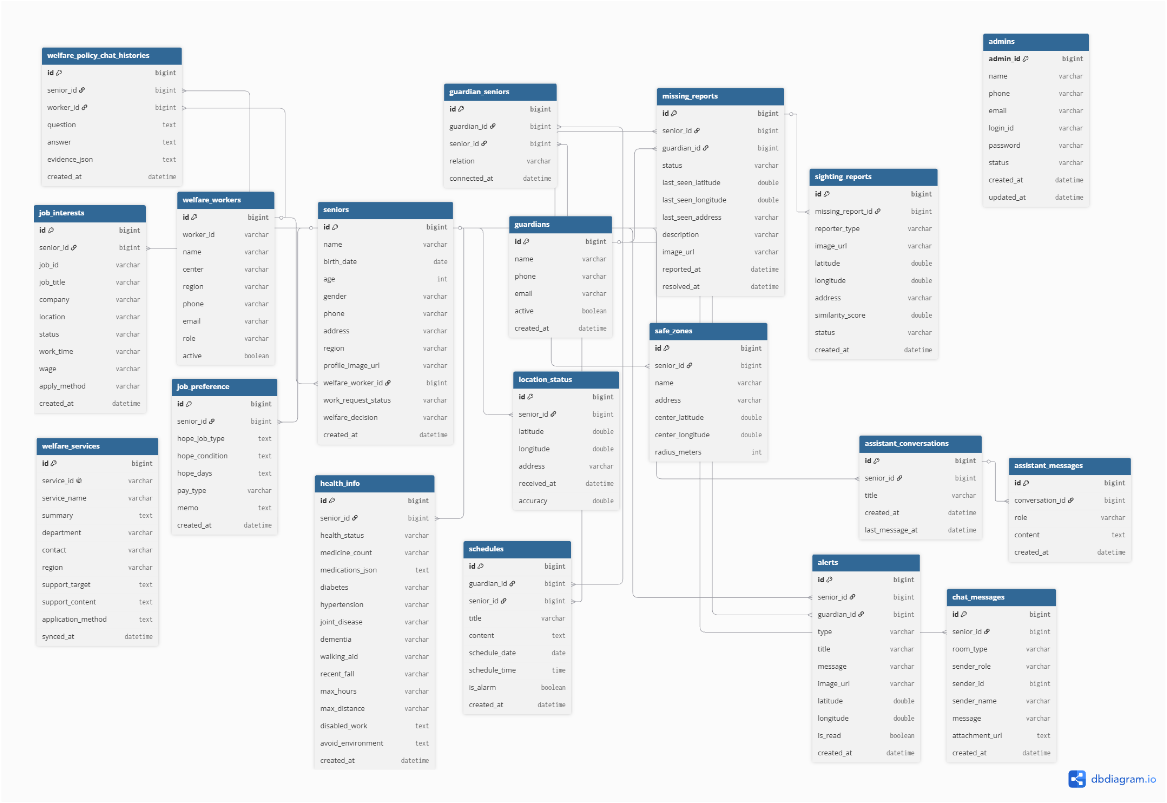 welfare_policy_chat_histories
id bigint
senior_id bigint
worker_id bigint
question text
answer text
evidence_json text
created_at datetime
job_interests
id bigint
senior_id bigint
job_id varchar
job_title varchar
company varchar
location varchar
status varchar
work_time varchar
wage varchar
apply_method varchar
created_at datetime
welfare_workers
id bigint
worker_id varchar
name varchar
center varchar
region varchar
phone varchar
email varchar
role varchar
active boolean
job_preference
id bigint
senior_id bigint
hope_job_type text
hope_condition text
hope_days text
pay_type varchar
memo text
created_at datetime
welfare_services
id bigint
service_id varchar
service_name varchar
summary text
department varchar
contact varchar
region varchar
support_target text
support_content text
application_method text
synced_at datetime
seniors
id bigint
name varchar
birth_date date
age int
gender varchar
phone varchar
address varchar
region varchar
profile_image_url varchar
welfare_worker_id bigint
work_request_status varchar
welfare_decision varchar
created_at datetime
health_info
id bigint
senior_id bigint
health_status varchar
medicine_count varchar
medications_json text
diabetes varchar
hypertension varchar
joint_disease varchar
dementia varchar
walking_aid varchar
recent_fall varchar
max_hours varchar
max_distance varchar
disabled_work text
avoid_environment text
created_at datetime
guardian_seniors
id bigint
guardian_id bigint
senior_id bigint
relation varchar
connected_at datetime
guardians
id bigint
name varchar
phone varchar
email varchar
active boolean
created_at datetime
location_status
id bigint
senior_id bigint
latitude double
longitude double
address varchar
received_at datetime
accuracy double
schedules
id bigint
guardian_id bigint
senior_id bigint
title varchar
content text
schedule_date date
schedule_time time
is_alarm boolean
created_at datetime
missing_reports
id bigint
senior_id bigint
guardian_id bigint
status varchar
last_seen_latitude double
last_seen_longitude double
last_seen_address varchar
description varchar
image_url varchar
reported_at datetime
resolved_at datetime
safe_zones
id bigint
senior_id bigint
name varchar
address varchar
center_latitude double
center_longitude double
radius_meters int
sighting_reports
id bigint
missing_report_id bigint
reporter_type varchar
image_url varchar
latitude double
longitude double
address varchar
similarity_score double
status varchar
created_at datetime
admins
admin_id bigint
name varchar
phone varchar
email varchar
login_id varchar
password varchar
status varchar
created_at datetime
updated_at datetime
assistant_conversations
id bigint
senior_id bigint
title varchar
created_at datetime
last_message_at datetime
assistant_messages
id bigint
conversation_id bigint
role varchar
content text
created_at datetime
alerts
id bigint
senior_id bigint
guardian_id bigint
type varchar
title varchar
message varchar
image_url varchar
latitude double
longitude double
is_read boolean
created_at datetime
chat_messages
id bigint
senior_id bigint
room_type varchar
sender_role varchar
sender_id bigint
sender_name varchar
message varchar
attachment_url text
created_at datetime
dbdiagram.io